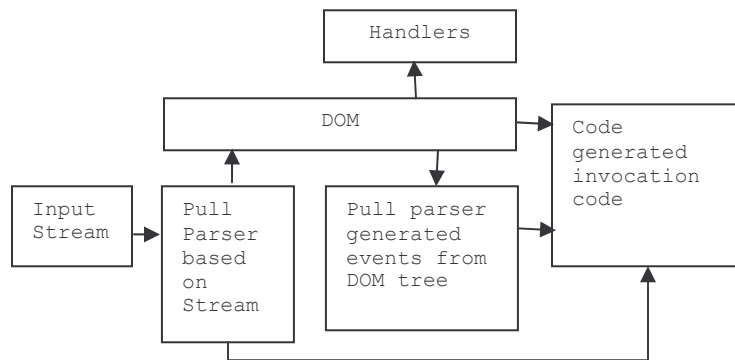 Handlers
DOM
Code
generated
invocation
code
Input
Stream
Pull
Parser
based
on
Stream
Pull parser
generated
events from
DOM tree